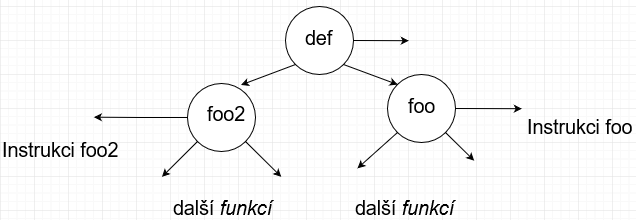 def
foo2
foo
Instrukci foo2
Instrukci foo
další funkcí
další funkcí